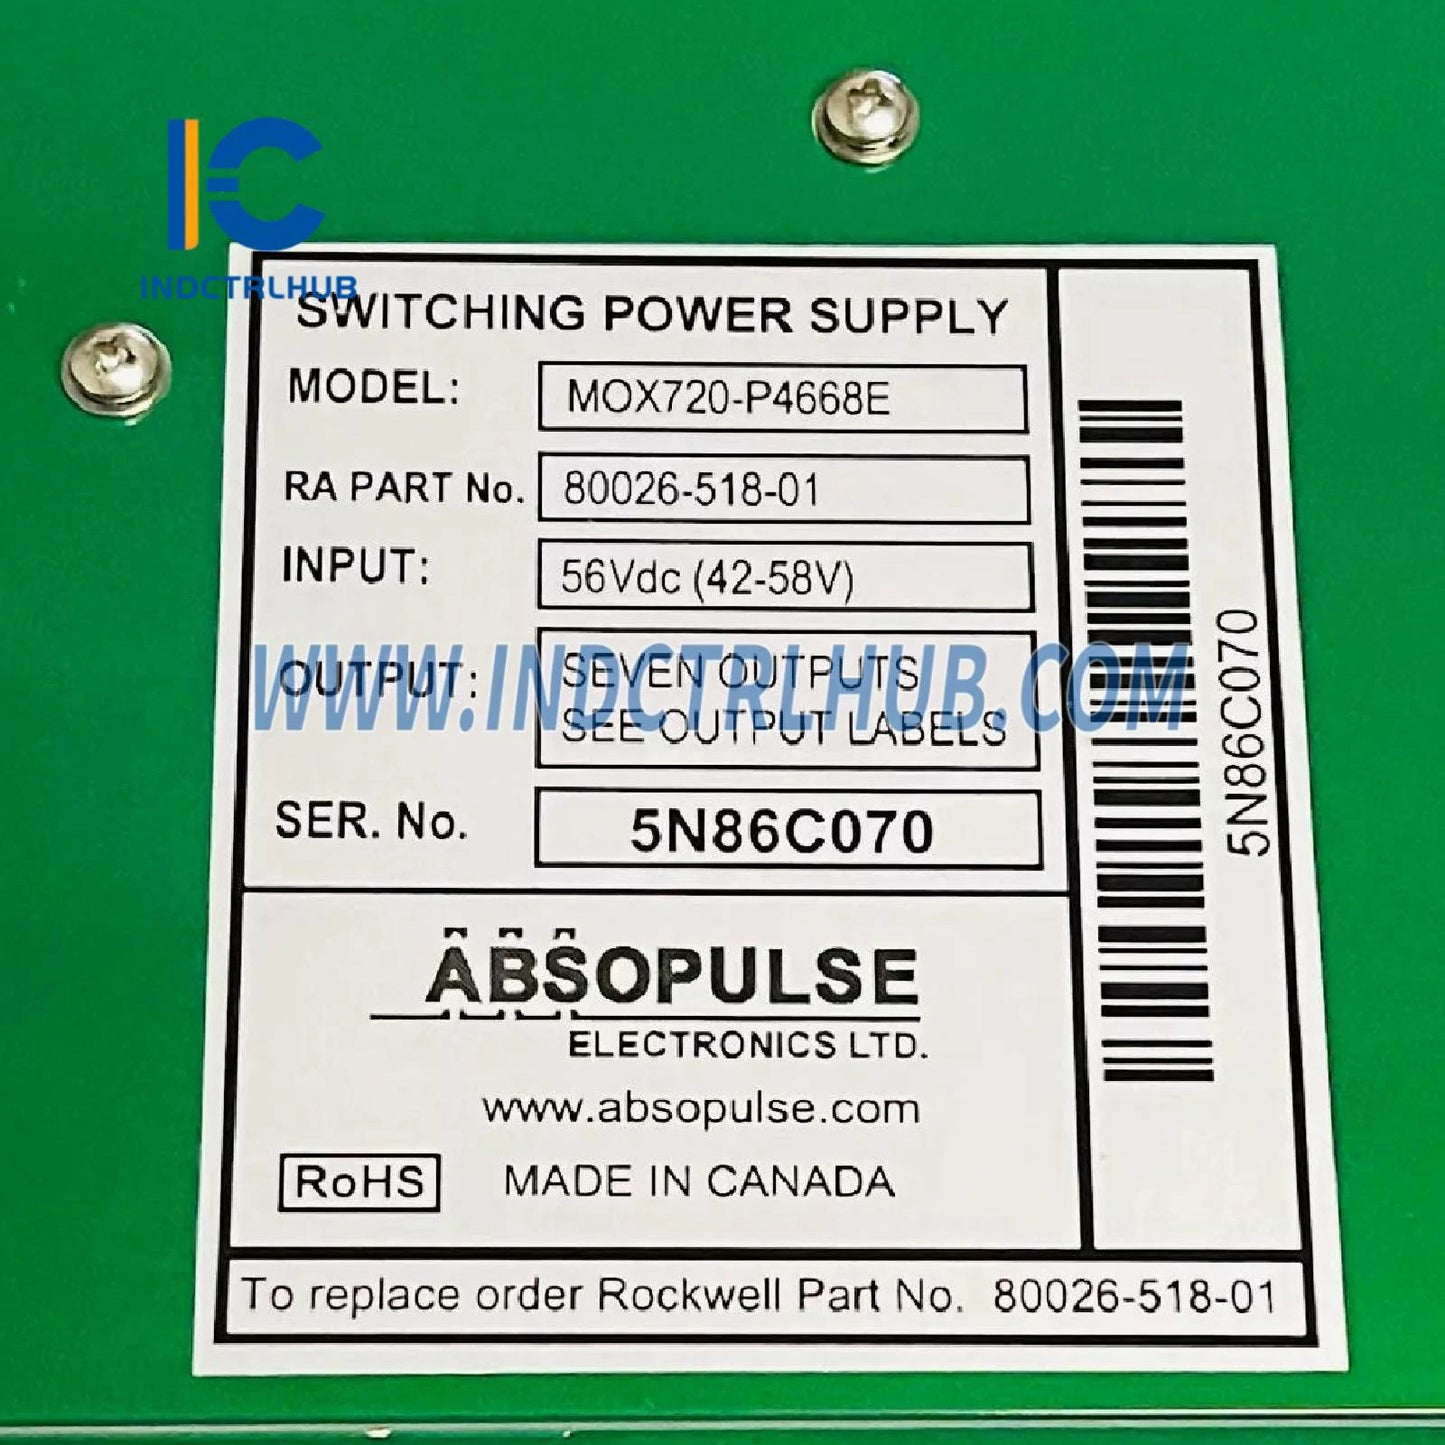 IC
INDCTRLHUB
SWITCHING POWER SUPPLY
MODEL: MOX720-P4668E
RA PART No. 80026-518-01
INPUT: 56Vdc (42-58V)
OUTPUT: SEVEN OUTPUTS
SEE OUTPUT LABELS
WWW.INDCTRLHUB.COM
SER. No. 5N86C070
5N86C070
ABSOPULSE
ELECTRONICS LTD.
www.absopulse.com
RoHS MADE IN CANADA
To replace order Rockwell Part No. 80026-518-01